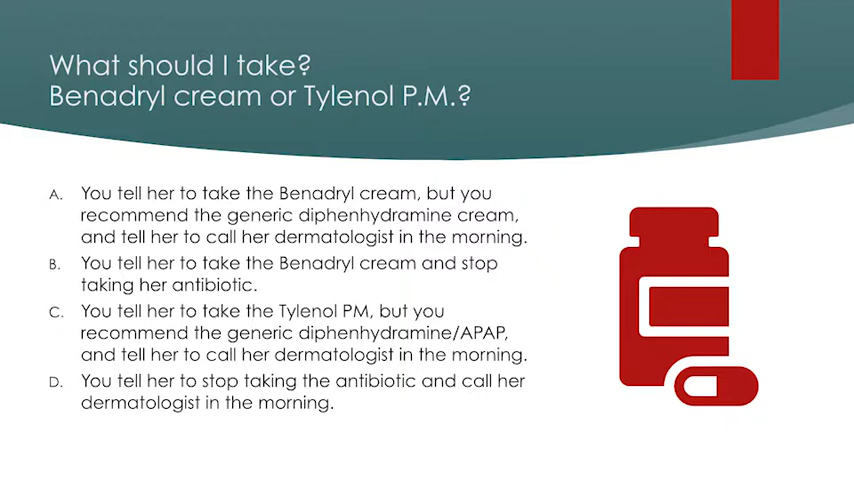 What should I take?
Benadryl cream or Tylenol P.M.?
A. You tell her to take the Benadryl cream, but you
recommend the generic diphenhydramine cream,
and tell her to call her dermatologist in the morning.
B. You tell her to take the Benadryl cream and stop
taking her antibiotic.
C. You tell her to take the Tylenol PM, but you
recommend the generic diphenhydramine/APAP,
and tell her to call her dermatologist in the morning.
D. You tell her to stop taking the antibiotic and call her
dermatologist in the morning.